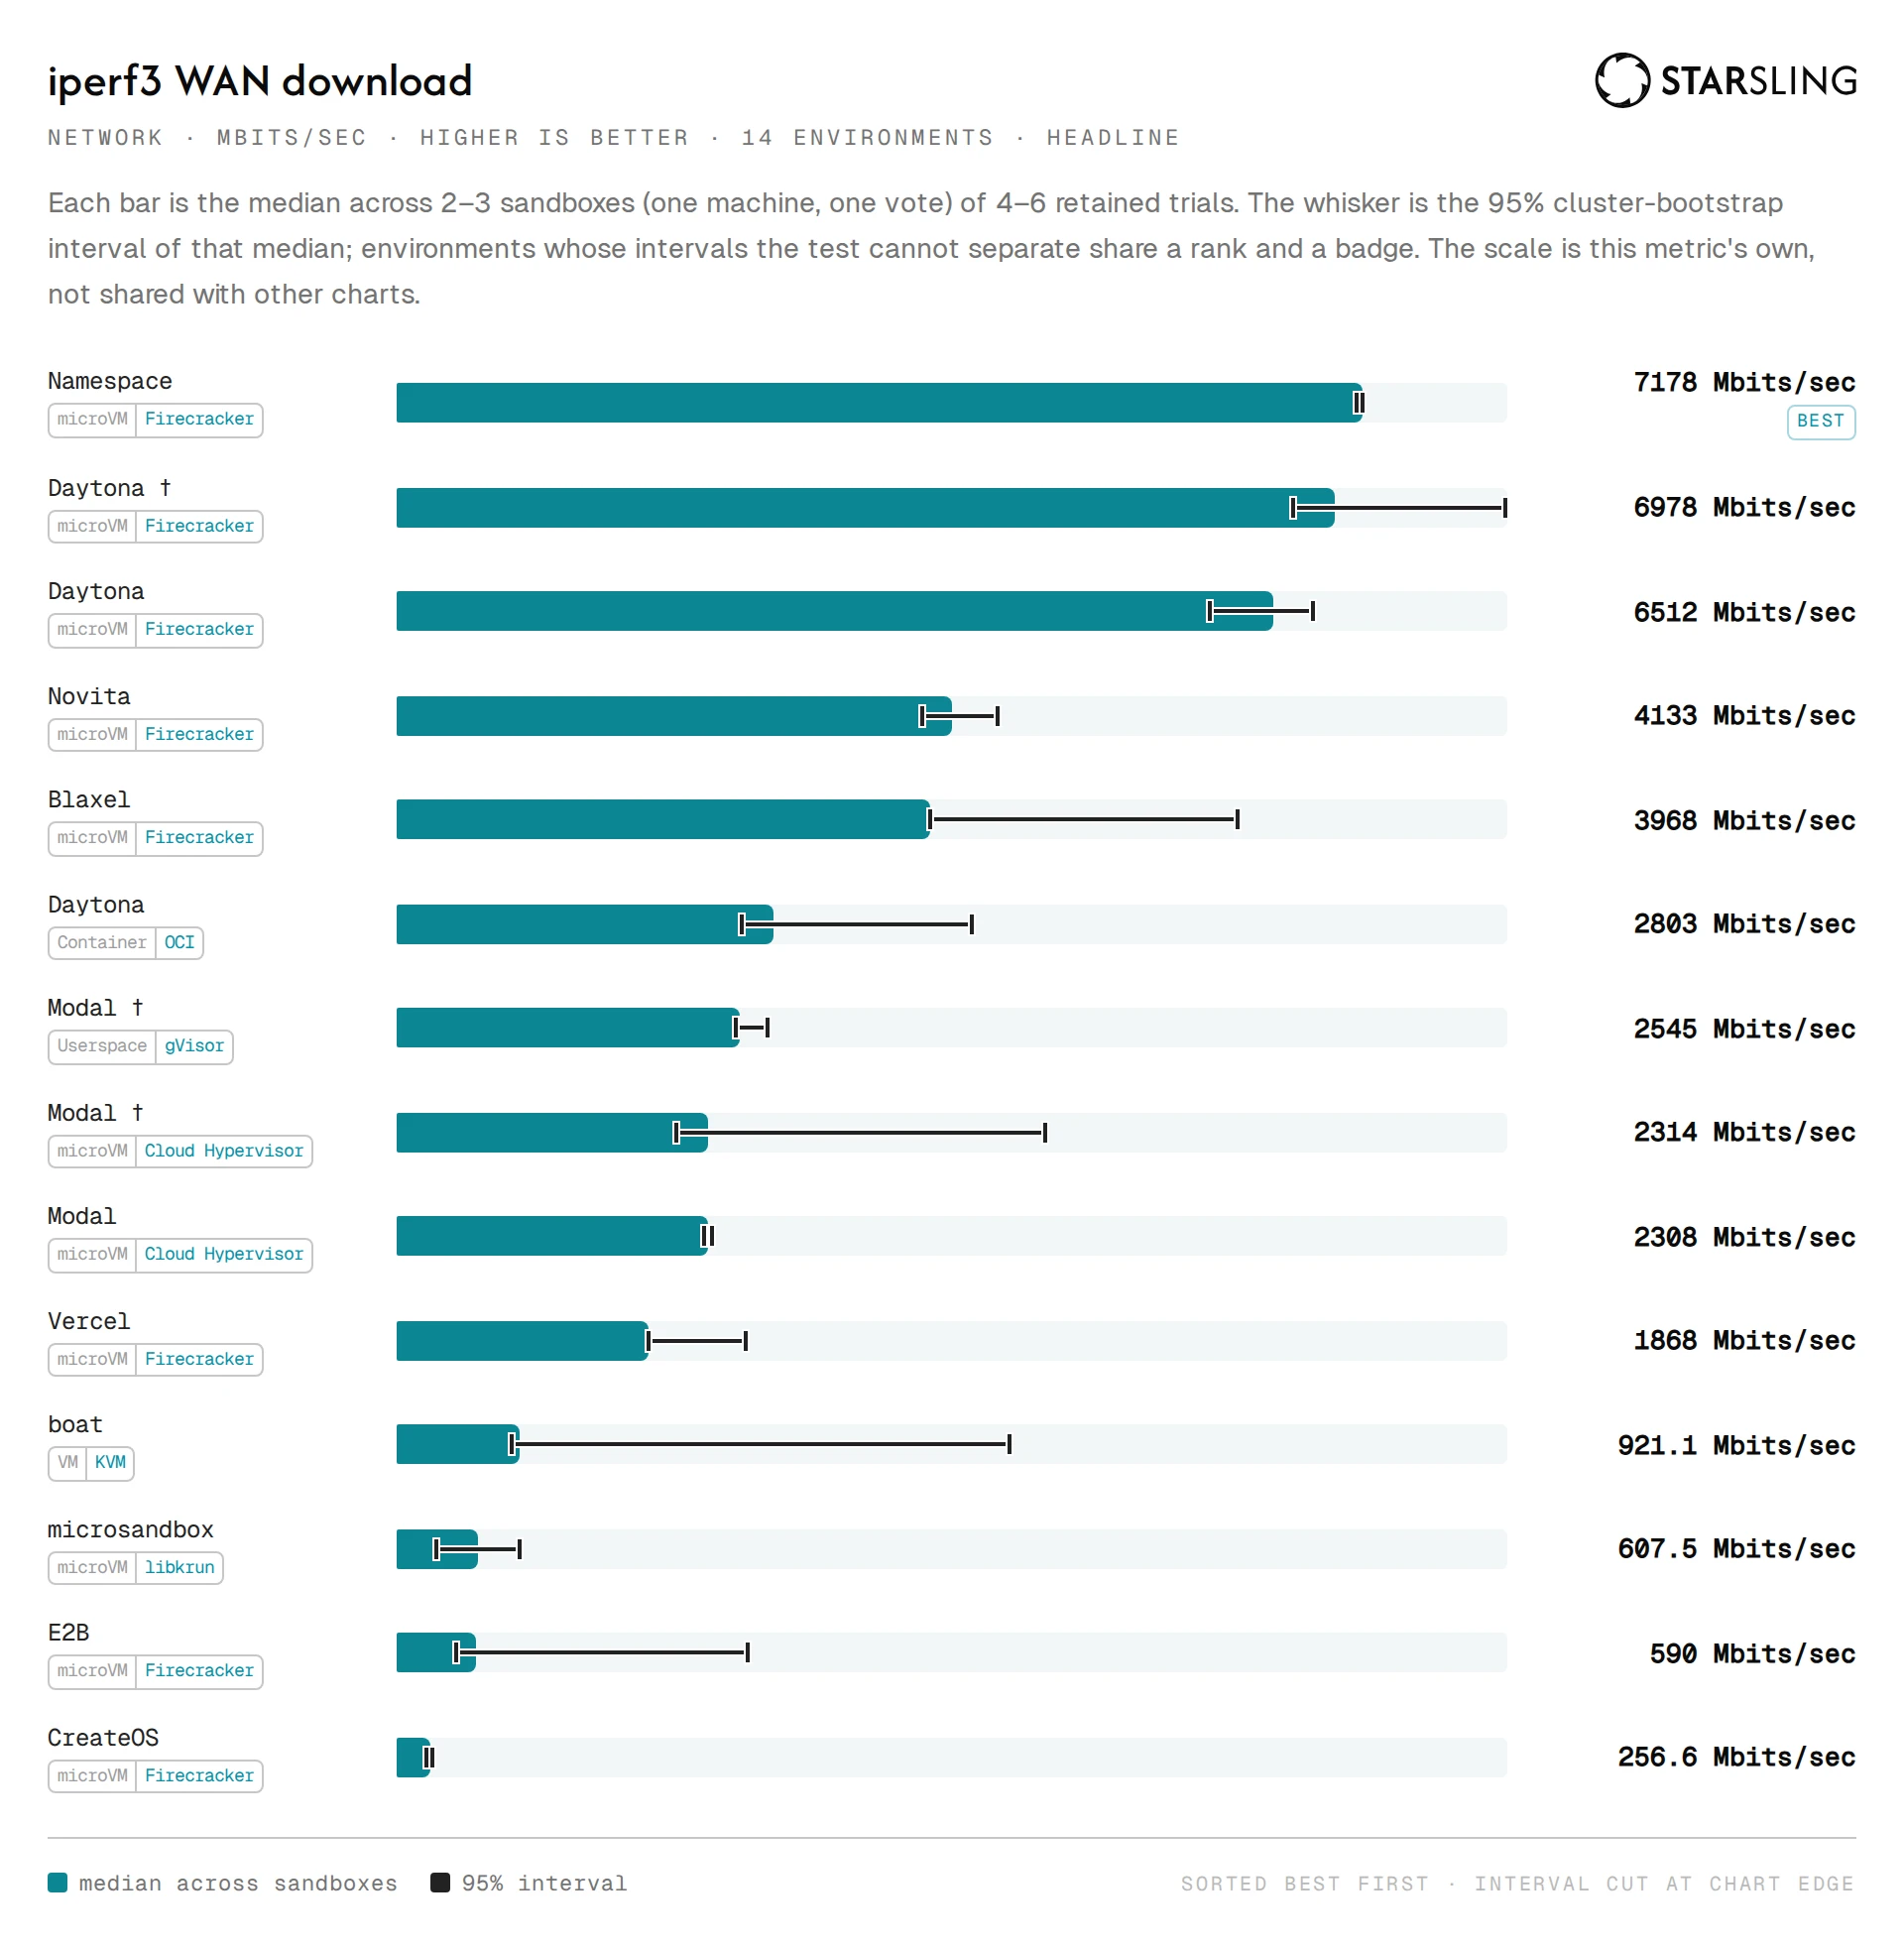 iperf3 WAN download
STARSLING
NETWORK · MBITS/SEC · HIGHER IS BETTER · 14 ENVIRONMENTS · HEADLINE
Each bar is the median across 2–3 sandboxes (one machine, one vote) of 4–6 retained trials. The whisker is the 95% cluster-bootstrap
interval of that median; environments whose intervals the test cannot separate share a rank and a badge. The scale is this metric's own,
not shared with other charts.
Namespace
microVM Firecracker
7178 Mbits/sec
BEST
Daytona †
microVM Firecracker
6978 Mbits/sec
Daytona
microVM Firecracker
6512 Mbits/sec
Novita
microVM Firecracker
4133 Mbits/sec
Blaxel
microVM Firecracker
3968 Mbits/sec
Daytona
Container OCI
2803 Mbits/sec
Modal †
Userspace gVisor
2545 Mbits/sec
Modal †
microVM Cloud Hypervisor
2314 Mbits/sec
Modal
microVM Cloud Hypervisor
2308 Mbits/sec
Vercel
microVM Firecracker
1868 Mbits/sec
boat
VM KVM
921.1 Mbits/sec
microsandbox
microVM libkrun
607.5 Mbits/sec
E2B
microVM Firecracker
590 Mbits/sec
CreateOS
microVM Firecracker
256.6 Mbits/sec
median across sandboxes
95% interval
SORTED BEST FIRST · INTERVAL CUT AT CHART EDGE